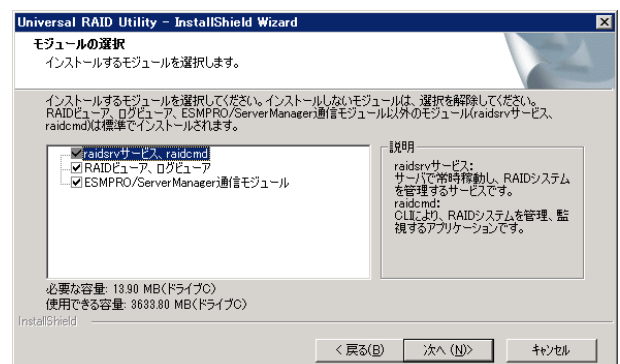 Universal RAID Utility - InstallShield Wizard
モジュールの選択
インストールするモジュールを選択します。
インストールするモジュールを選択してください。インストールしないモジュールは、選択を解除してください。
RAIDビューア、ログビューア、ESMPRO/ServerManager通信モジュール以外のモジュール(raidsrvサービス、
raidcmd)は標準でインストールされます。
raidsrvサービス、raidcmd
RAIDビューア、ログビューア
ESMPRO/ServerManager通信モジュール
説明
raidsrvサービス:
サーバで常時稼動し、RAIDシステム
を管理するサービスです。
raidcmd:
CLIにより、RAIDシステムを管理、監
視するアプリケーションです。
必要な容量: 13.90 MB(ドライブC)
使用できる容量: 3633.80 MB(ドライブC)
InstallShield
< 戻る(B)
次へ (N)>
キャンセル